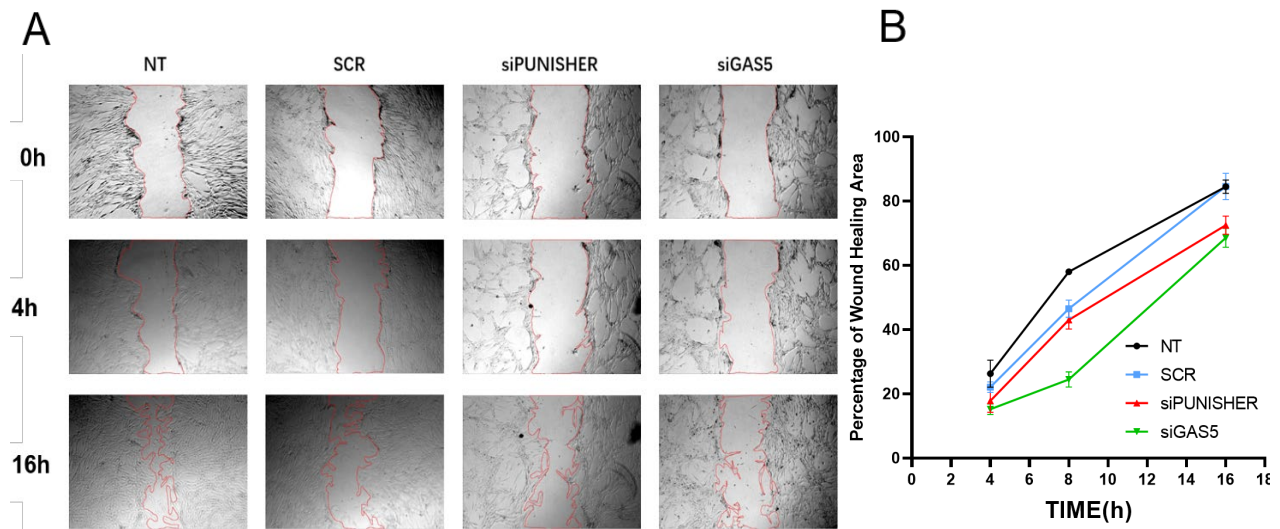 A
B
NT
SCR
siPUNISHER
siGAS5
0h
4h
16h
Percentage of Wound Healing Area
100
80
60
40
20
0
0
2
4
6
8
10
12
14
16
18
TIME(h)
NT
SCR
siPUNISHER
siGAS5